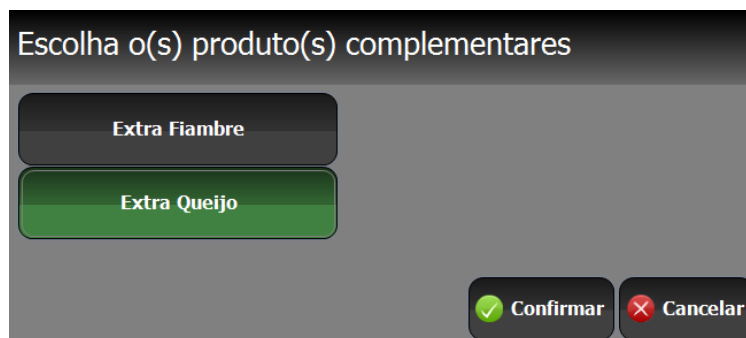 Escolha o(s) produto(s) complementares
Extra Fiambre
Extra Queijo
Confirmar
Cancelar